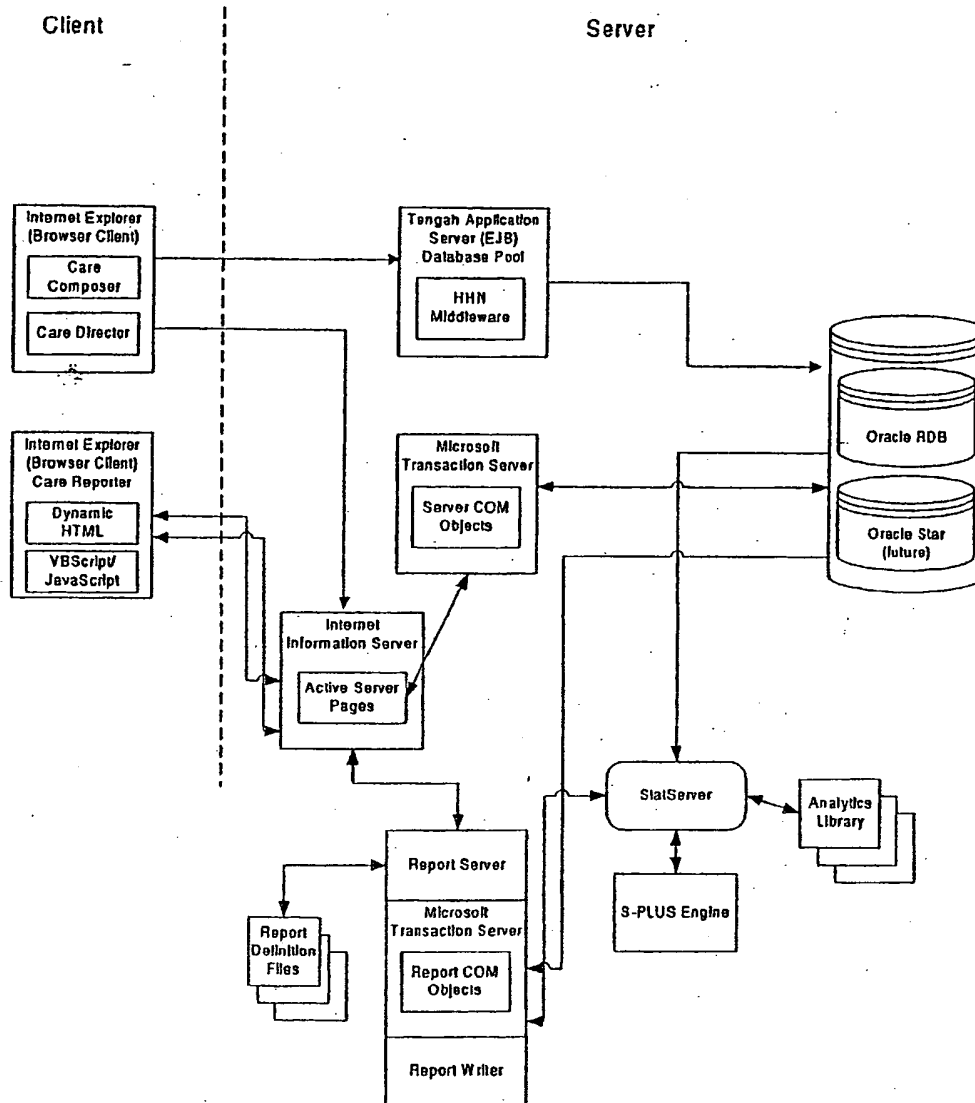 Client
Server
Internet Explorer
(Browser Client)
Care
Composer
Care Director
Tengah Application
Server (EJB)
Database Pool
HHN
Middleware
Oracle RDB
Oracle Star
(future)
Internet Explorer
(Browser Client)
Care Reporter
Dynamic
HTML
VBScript/
JavaScript
Microsoft
Transaction Server
Server COM
Objects
Internet
Information Server
Active Server
Pages
StatServer
Analytics
Library
S-PLUS Engine
Report Server
Microsoft
Transaction Server
Report COM
Objects
Report Writer
Report
Definition
Files